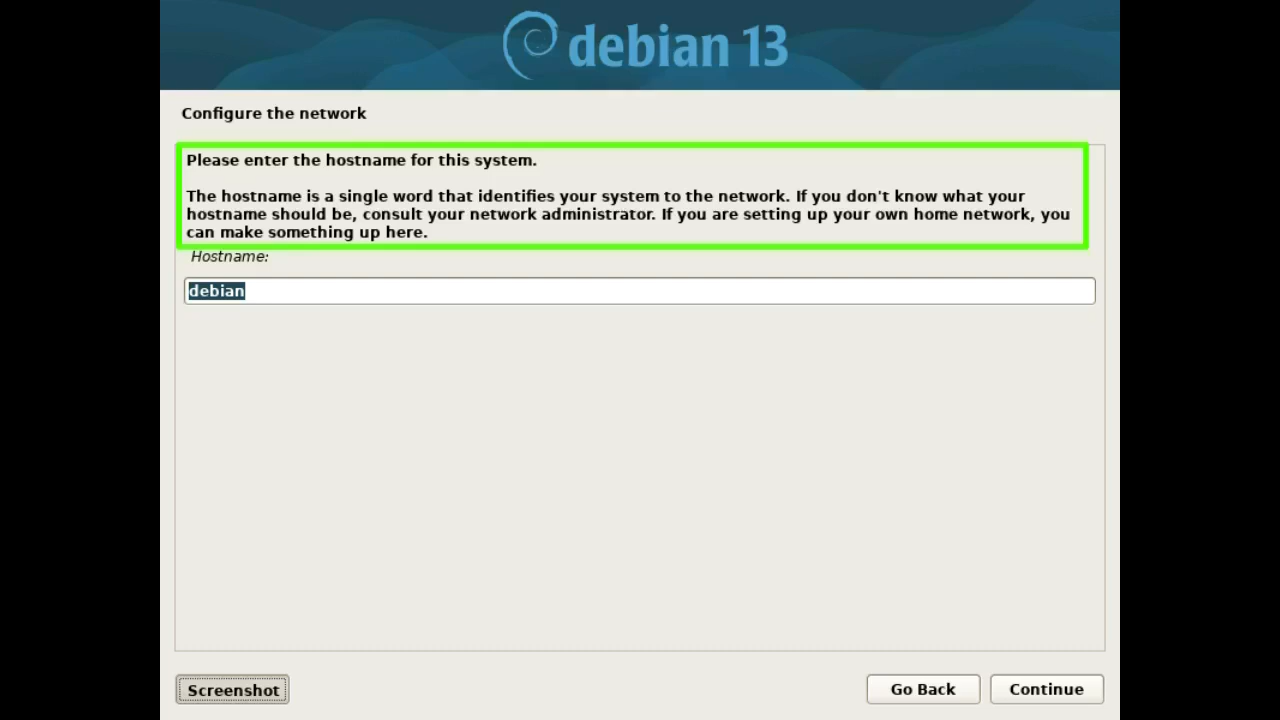 debian 13
Configure the network
Please enter the hostname for this system.
The hostname is a single word that identifies your system to the network. If you don't know what your
hostname should be, consult your network administrator. If you are setting up your own home network, you
can make something up here.
Hostname:
debian
Screenshot
Go Back
Continue